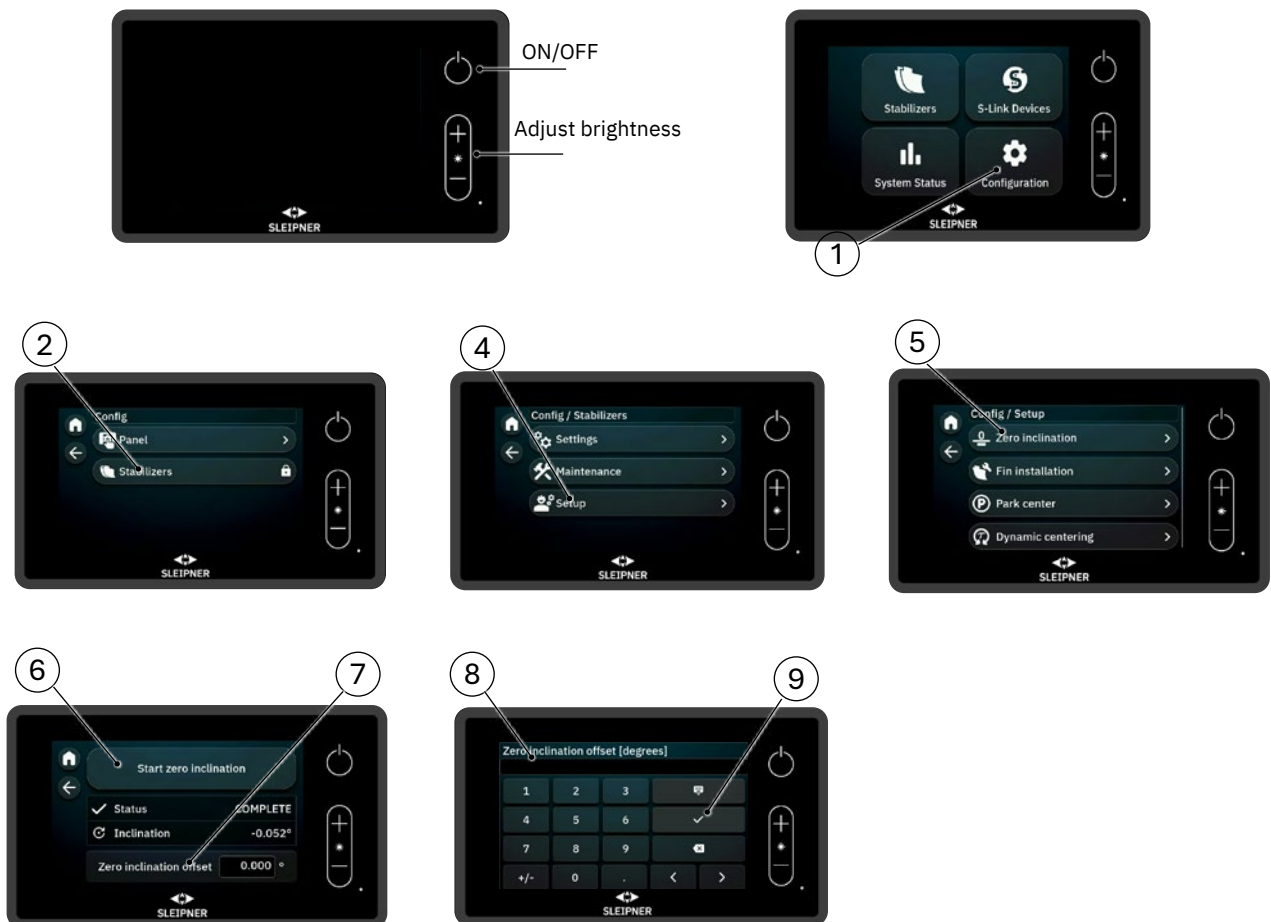 ON/OFF
Adjust brightness
SLEIPNER
Stabilizers
S-Link Devices
System Status
Configuration
SLEIPNER
1
2
Config
Panel
Stabilizers
SLEIPNER
4
Config / Stabilizers
Settings
Maintenance
Setup
SLEIPNER
5
Config / Setup
Zero inclination
Fin installation
P Park center
Dynamic centering
SLEIPNER
6
7
Start zero inclination
Status COMPLETE
Inclination -0.052°
Zero inclination offset 0.000 °
SLEIPNER
8
9
Zero inclination offset [degrees]
1 2 3
4 5 6
7 8 9
+/- 0 . < >
SLEIPNER